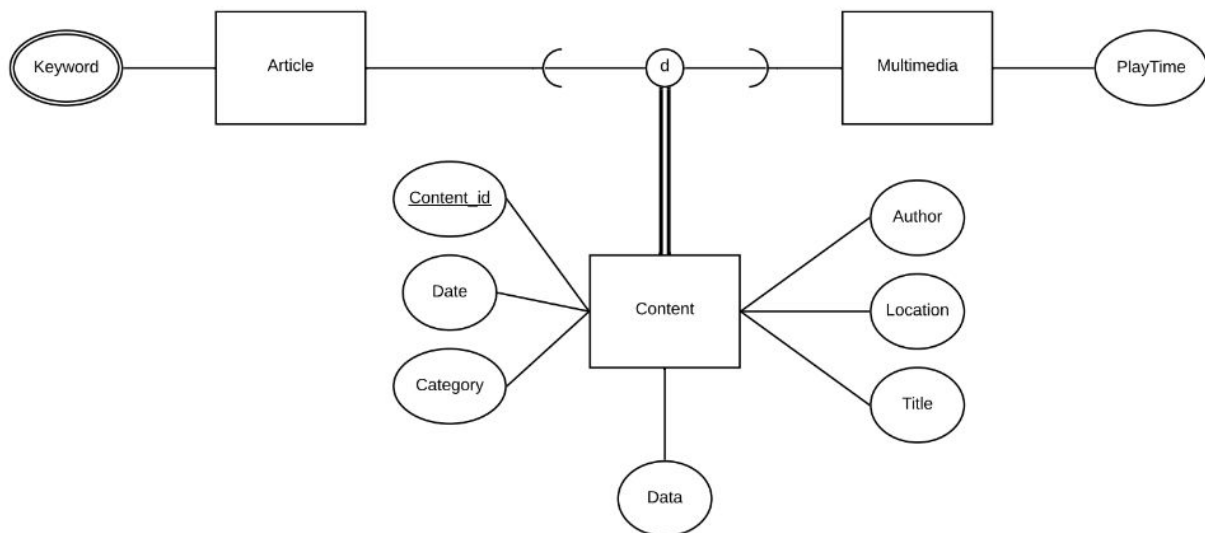 Keyword
Article
d
Multimedia
PlayTime
Content_id
Author
Date
Content
Location
Category
Title
Data